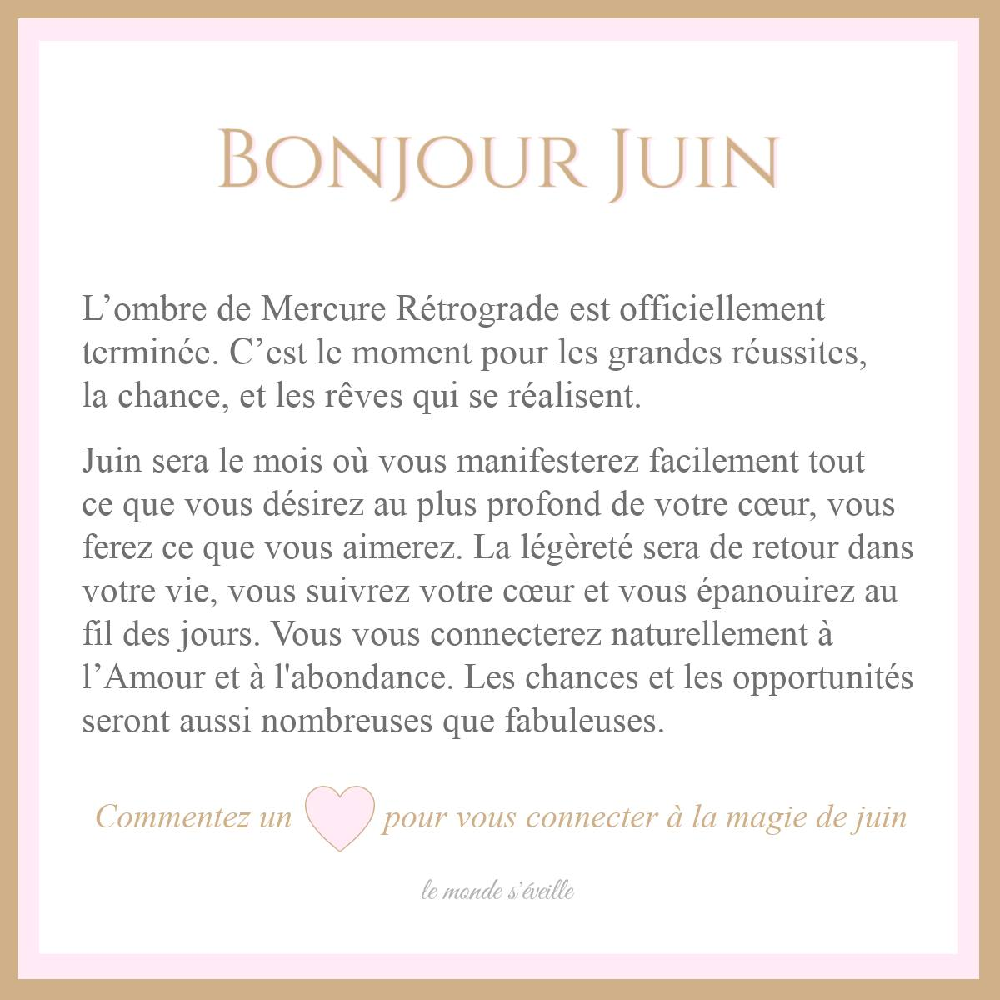 Bonjour Juin
L’ombre de Mercure Rétrograde est officiellement
terminée. C’est le moment pour les grandes réussites,
la chance, et les rêves qui se réalisent.
Juin sera le mois où vous manifesterez facilement tout
ce que vous désirez au plus profond de votre cœur, vous
ferez ce que vous aimerez. La légèreté sera de retour dans
votre vie, vous suivrez votre cœur et vous épanouirez au
fil des jours. Vous vous connecterez naturellement à
l’Amour et à l'abondance. Les chances et les opportunités
seront aussi nombreuses que fabuleuses.
Commentez un pour vous connecter à la magie de juin
le monde s’éveille